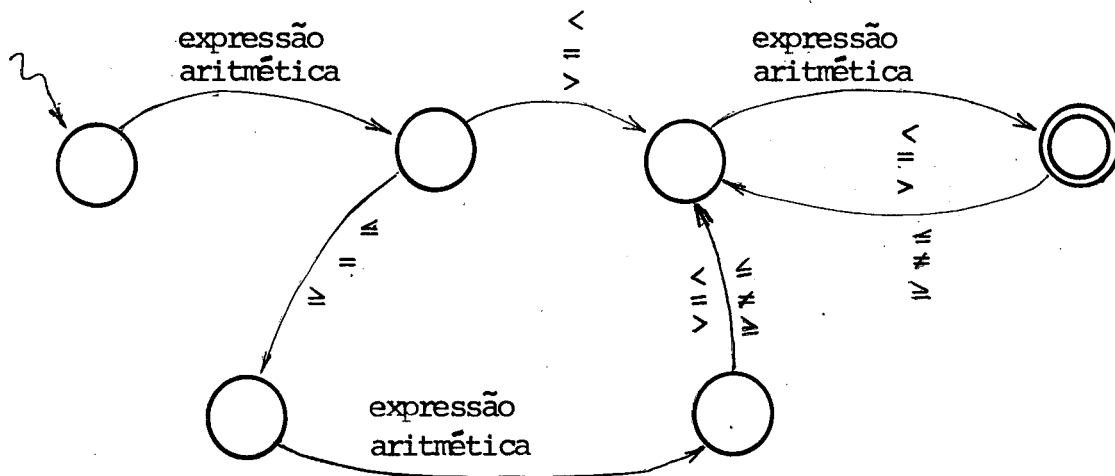 expressão
aritmética
< = >
expressão
aritmética
< = >
≤ ≠ ≥
= 
< = >
≤ ≠ ≥
expressão
aritmética